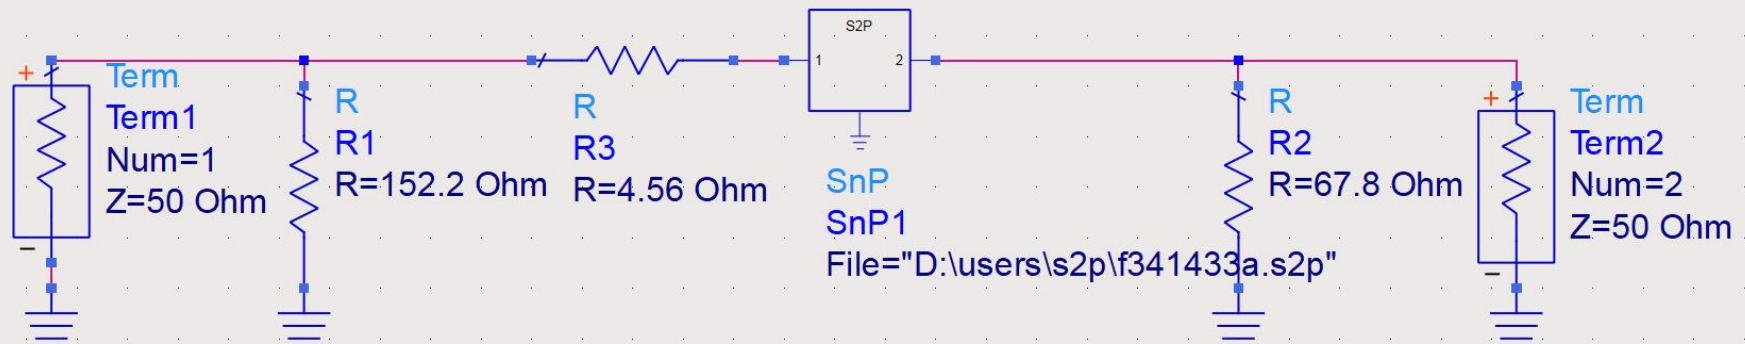 Term
Term1
Num=1
Z=50 Ohm
R
R1
R=152.2 Ohm
R
R3
R=4.56 Ohm
S2P
1
2
SnP
SnP1
File="D:\users\s2p\f341433a.s2p"
R
R2
R=67.8 Ohm
Term
Term2
Num=2
Z=50 Ohm